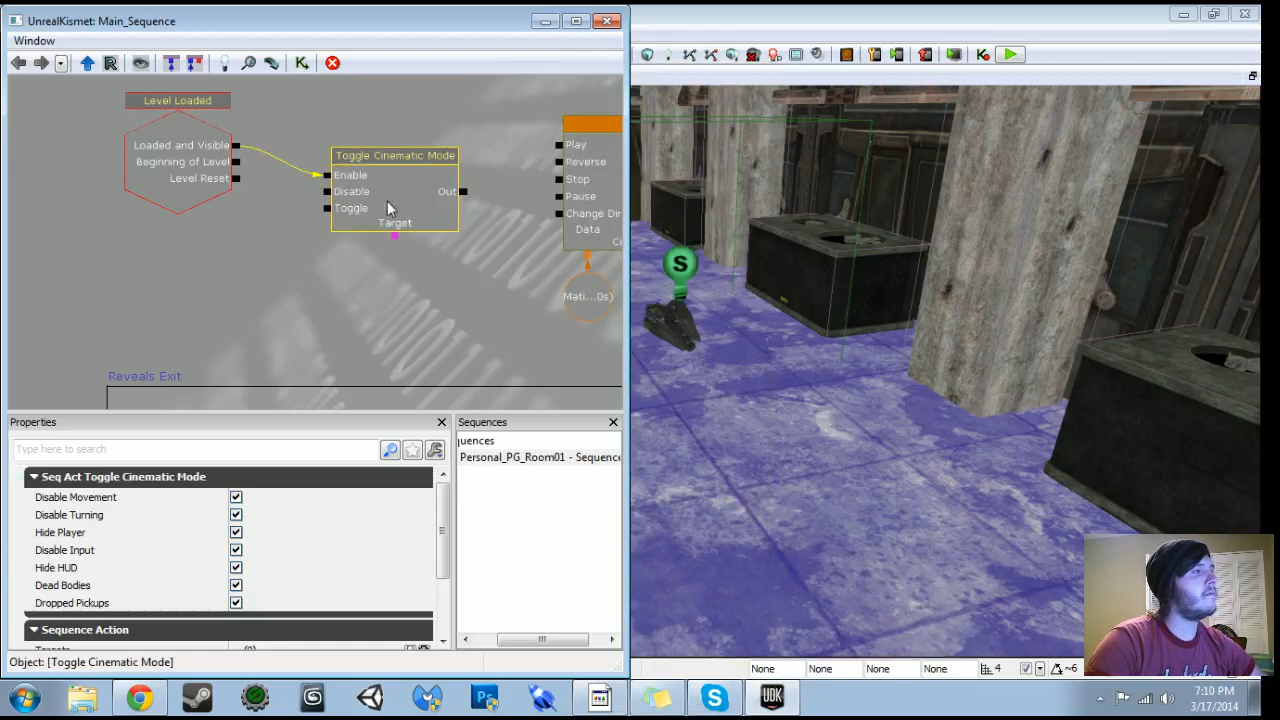 UnrealKismet: Main_Sequence
Window
R
K
K
Level Loaded
Loaded and Visible
Beginning of Level
Level Reset
Toggle Cinematic Mode
Enable
Disable
Out
Toggle
Target
Play
Reverse
Stop
Pause
Change Dir
Data
Mati...0s)
Reveals Exit
S
Properties
Type here to search
Seq Act Toggle Cinematic Mode
Disable Movement
Disable Turning
Hide Player
Disable Input
Hide HUD
Dead Bodies
Dropped Pickups
Sequence Action
Sequences
quences
Personal_PG_Room01 - Sequence
Object: [Toggle Cinematic Mode]
None
None
None
None
4
~6
S
Ps
S
UDK
7:10 PM
3/17/2014